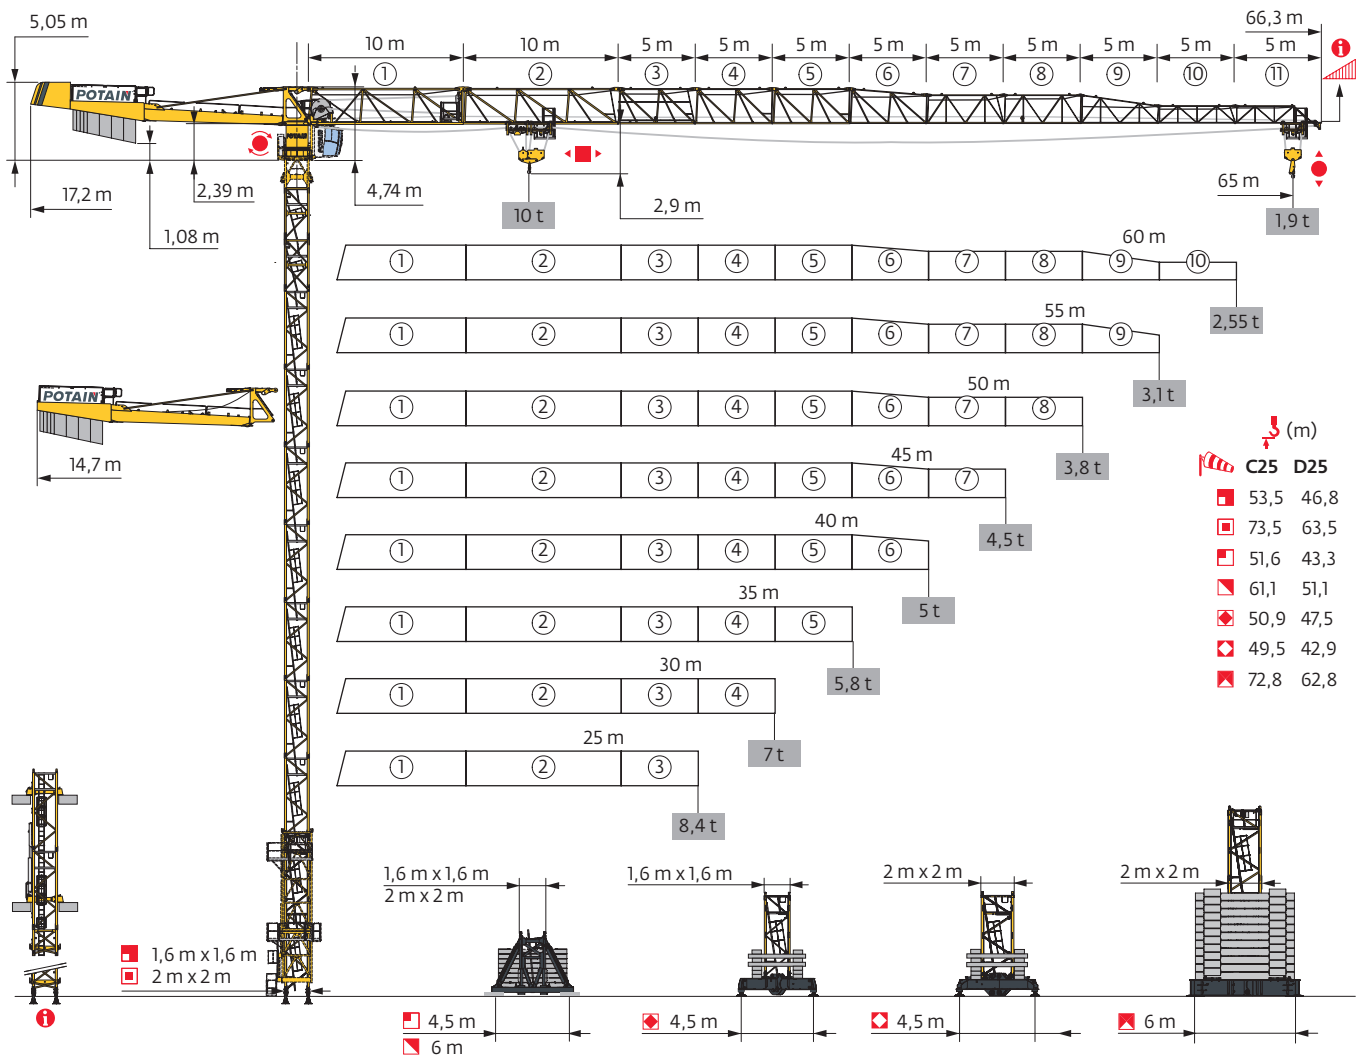 5,05 m
66,3 m
10 m 10 m 5 m 5 m 5 m 5 m 5 m 5 m 5 m 5 m 5 m
1 2 3 4 5 6 7 8 9 10 11
i
POTAIN
POTAIN
17,2 m
2,39 m
4,74 m
2,9 m
65 m
1,08 m
10 t
1,9 t
60 m
1 2 3 4 5 6 7 8 9 10
2,55 t
55 m
1 2 3 4 5 6 7 8 9
3,1 t
POTAIN
14,7 m
50 m
1 2 3 4 5 6 7 8
3,8 t
45 m
1 2 3 4 5 6 7
4,5 t
40 m
1 2 3 4 5 6
5 t
35 m
1 2 3 4 5
5,8 t
30 m
1 2 3 4
7 t
25 m
1 2 3
8,4 t
(m)
C25 D25
53,5 46,8
73,5 63,5
51,6 43,3
61,1 51,1
50,9 47,5
49,5 42,9
72,8 62,8
1,6 m x 1,6 m
2 m x 2 m
1,6 m x 1,6 m
2 m x 2 m
2 m x 2 m
1,6 m x 1,6 m
2 m x 2 m
i
4,5 m
6 m
4,5 m
4,5 m
6 m